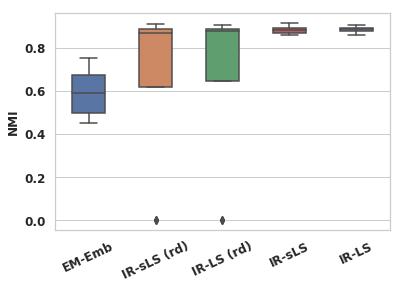 NMI
0.8
0.6
0.4
0.2
0.0
EM-Emb
IR-sLS (rd)
IR-LS (rd)
IR-sLS
IR-LS